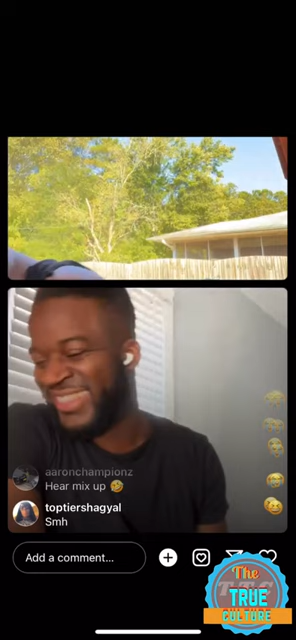 aaronchampionz
Hear mix up 🤣
toptiershagyal
Smh
Add a comment...
The
TRUE
CULTURE